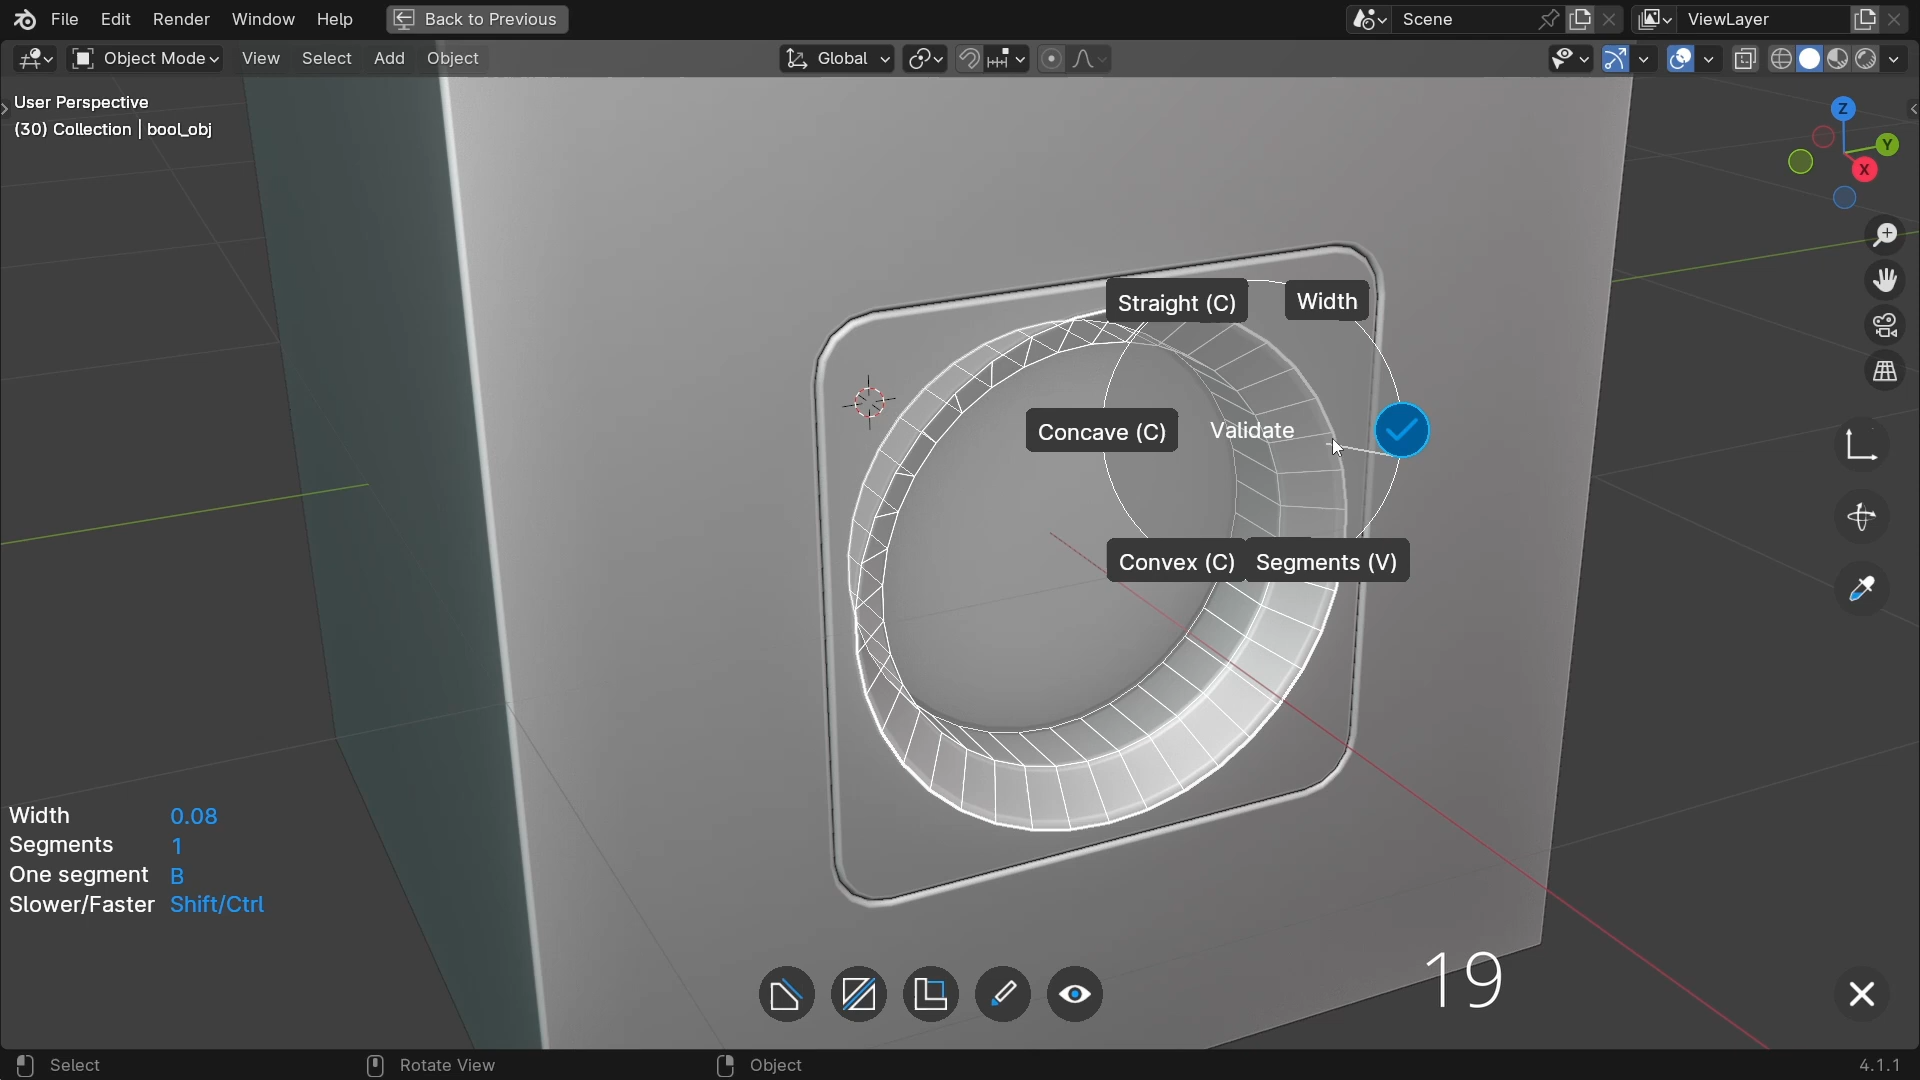 File Edit Render Window Help Back to Previous Scene ViewLayer
Object Mode View Select Add Object Global
User Perspective
(30) Collection | bool_obj
Z
Y
X
Straight (C) Width
Concave (C) Validate
Convex (C) Segments (V)
Width 0.08
Segments 1
One segment B
Slower/Faster Shift/Ctrl
19
Select Rotate View Object 4.1.1